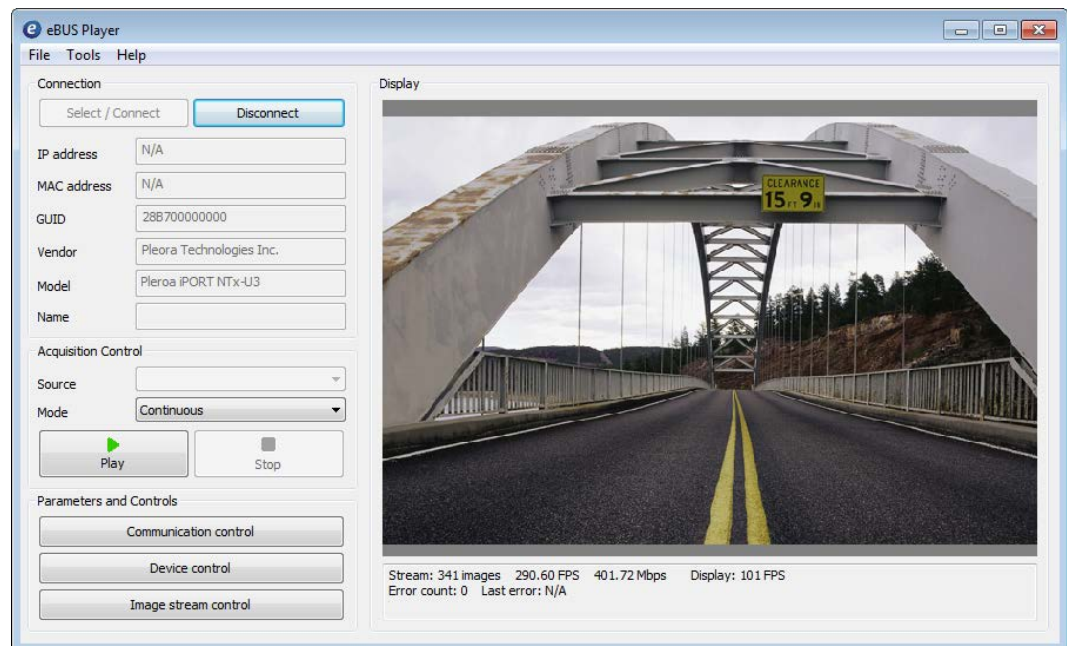 eBUS Player
File Tools Help
Connection
Select / Connect Disconnect
IP address N/A
MAC address N/A
GUID 28B700000000
Vendor Pleora Technologies Inc.
Model Pleroa iPORT NTx-U3
Name
Acquisition Control
Source
Mode Continuous
Play Stop
Parameters and Controls
Communication control
Device control
Image stream control
Display
CLEARANCE
15 FT 9 IN
Stream: 341 images 290.60 FPS 401.72 Mbps Display: 101 FPS
Error count: 0 Last error: N/A